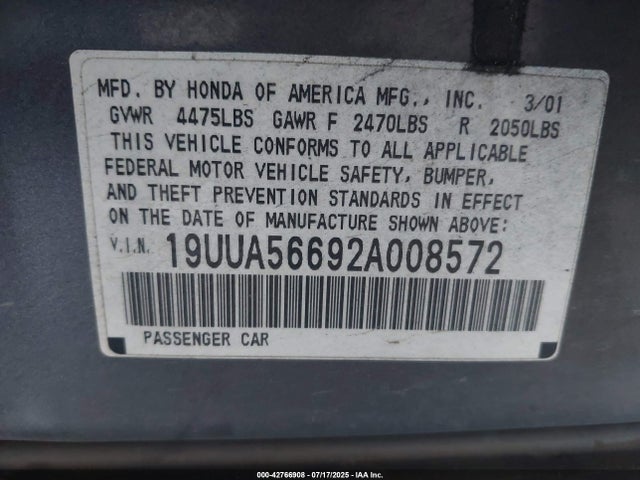 MFD. BY HONDA OF AMERICA MFG., INC. 3/01
GVWR 4475LBS GAWR F 2470LBS R 2050LBS
THIS VEHICLE CONFORMS TO ALL APPLICABLE
FEDERAL MOTOR VEHICLE SAFETY, BUMPER,
AND THEFT PREVENTION STANDARDS IN EFFECT
ON THE DATE OF MANUFACTURE SHOWN ABOVE:
V.I.N. 19UUA56692A008572
PASSENGER CAR
000-42766908 - 07/17/2025 - IAA Inc.